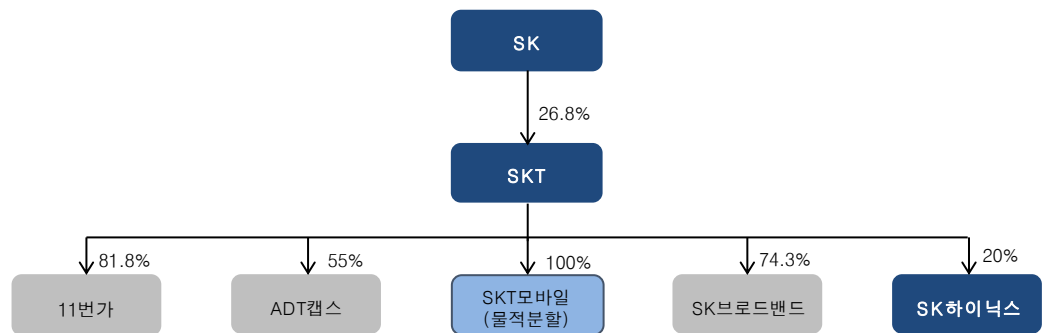 SK
26.8%
SKT
81.8%
55%
100%
74.3%
20%
11번가
ADT캡스
SKT모바일
(물적분할)
SK브로드밴드
SK하이닉스